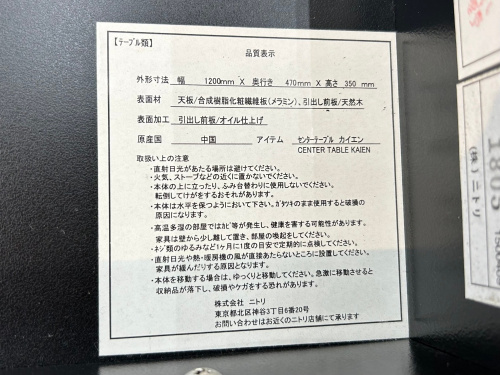 【テーブル類】
品質表示
外形寸法 幅 1200mm X 奥行き 470mm X 高さ 350 mm
表面材 天板/合成樹脂化粧繊維板(メラミン)、引出し前板/天然木
表面加工 引出し前板/オイル仕上げ
原産国 中国 アイテム センターテーブル カイエン
CENTER TABLE KAIEN
取扱い上の注意
・直射日光があたる場所は避けてください。
・火気、ストーブなどの近くに置かないでください。
・本体の上に立ったり、ふみ台替わりに使用しないでください。
転倒してけがをするおそれがあります。
・本体は水平を保つようにおいて下さい。ガタツキのまま使用すると破損の
原因になります。
・高温多湿の部屋ではカビ等が発生し、健康を害する可能性があります。
家具は壁から少し離して置き、部屋の喚起をしてください。
・ネジ類のゆるみなど1ヶ月に1度の目安で定期的に点検してください。
・直射日光や熱・暖房機の風が直接あたらないところに設置してください。
家具が緩んだりする原因となります。
・本体を移動する場合は、ゆっくりと移動してください。急激に移動させると
収納品が落下し、破損やケガをする恐れがあります。
株式会社 ニトリ
東京都北区神谷3丁目6番20号
お問い合わせはお近くのニトリ店舗にて承ります
(株)ニトリ